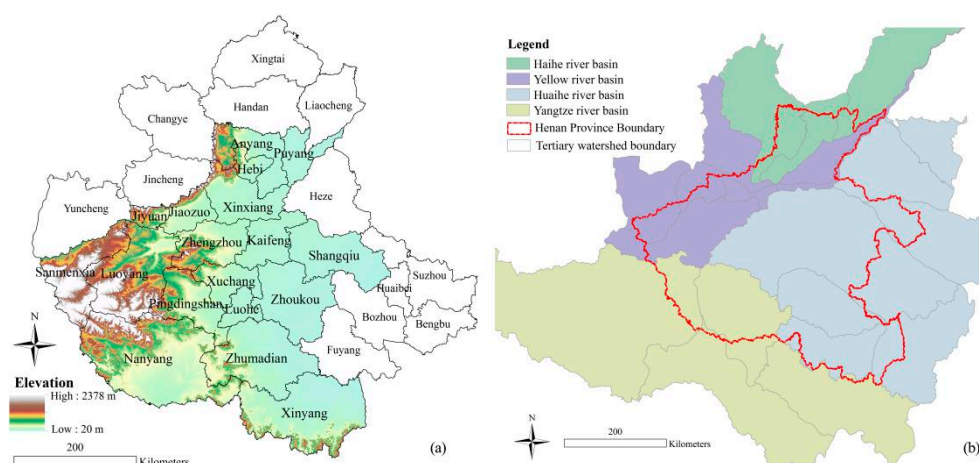 Xingtai
Handan
Liaocheng
Changye
Anyang
Puyang
Hebi
Jincheng
Heze
Yuncheng
Jiyuan
Jiaozuo
Xinxiang
Zhengzhou
Kaifeng
Shangqiu
Sanmenxia
Luoyang
Xuchang
Suzhou
Huaibei
Pingdingshan
Luohe
Zhoukou
Bozhou
Bengbu
Fuyang
Nanyang
Zhumadian
Xinyang
N
Elevation
High : 2378 m
Low : 20 m
200
Kilometers
(a)
Legend
Haihe river basin
Yellow river basin
Huaihe river basin
Yangtze river basin
Henan Province Boundary
Tertiary watershed boundary
N
200
Kilometers
(b)